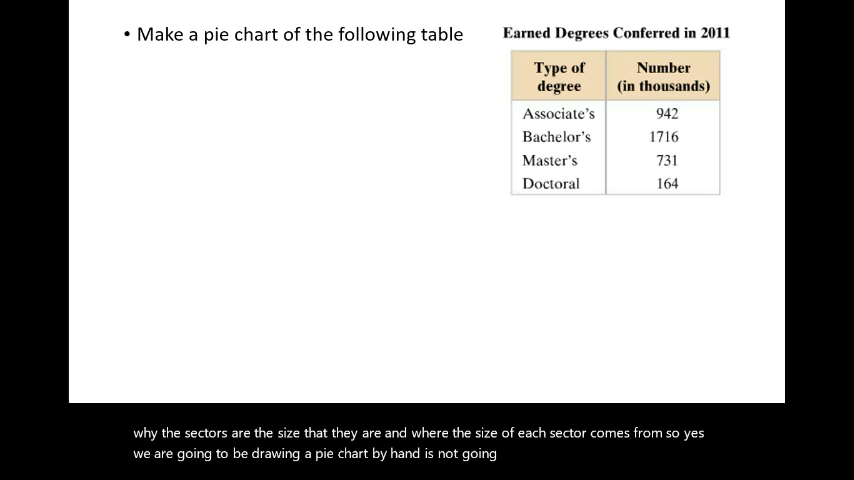 • Make a pie chart of the following table
Earned Degrees Conferred in 2011
Type of degree Number (in thousands)
Associate's 942
Bachelor's 1716
Master's 731
Doctoral 164
why the sectors are the size that they are and where the size of each sector comes from so yes
we are going to be drawing a pie chart by hand is not going